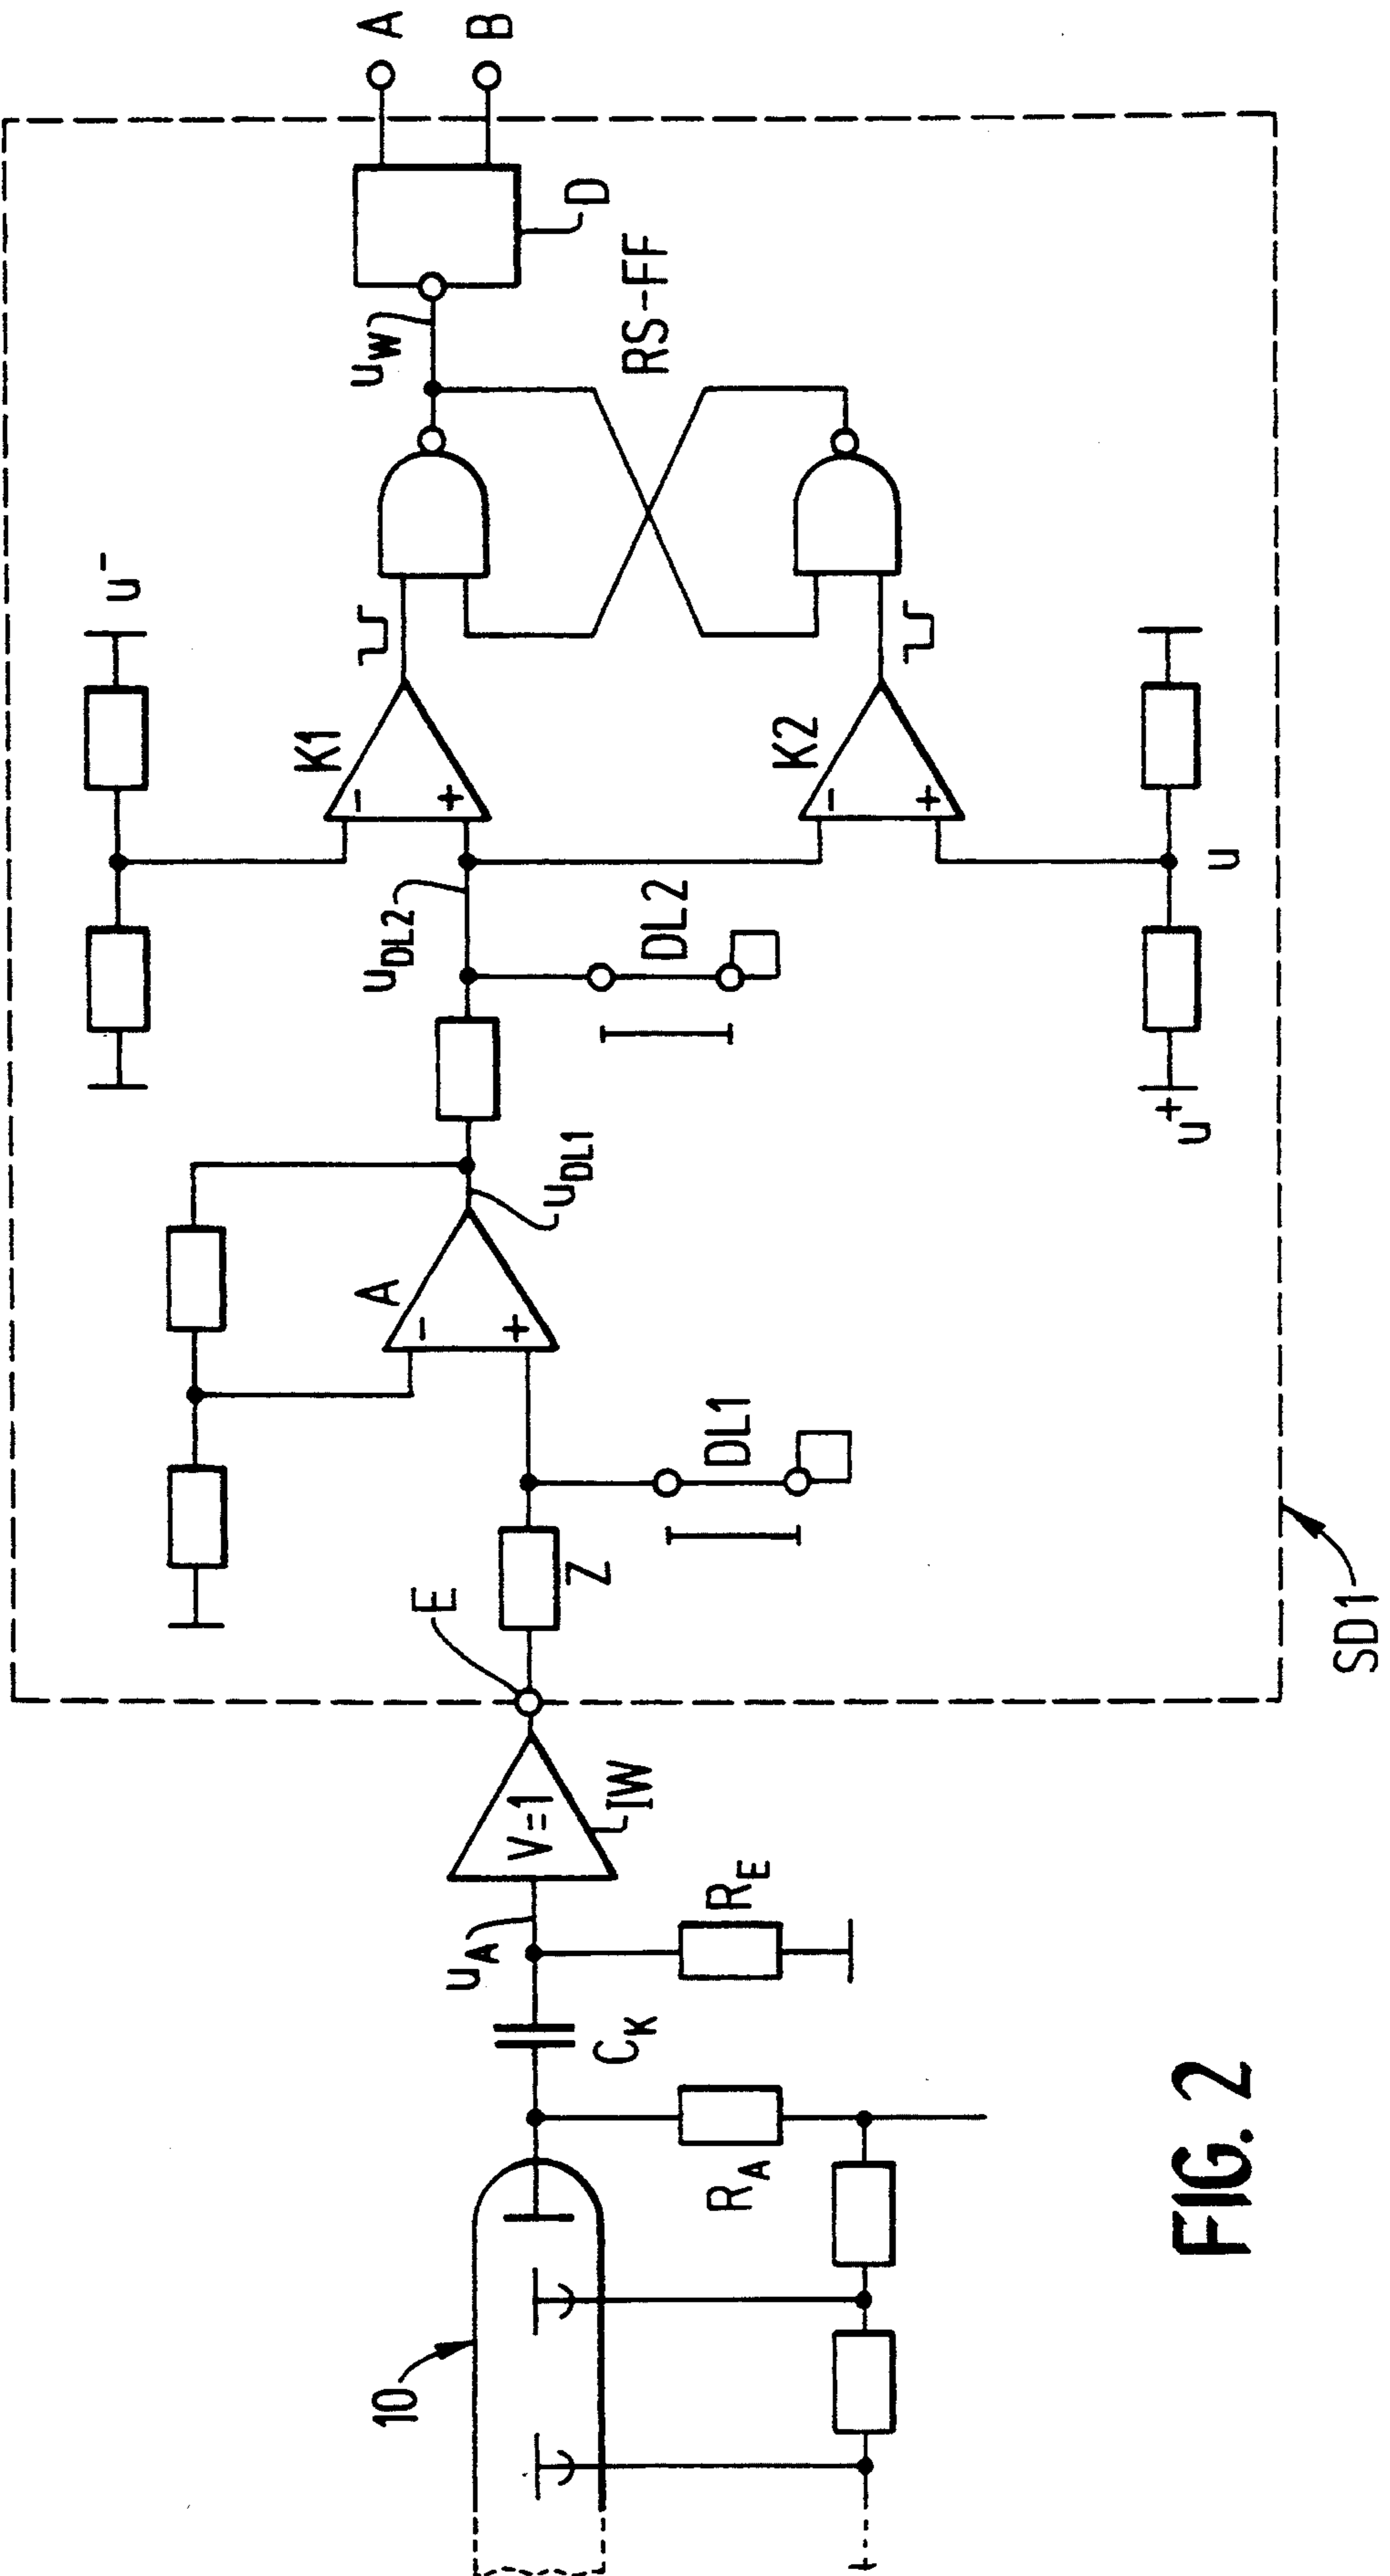 10
R_A
C_K
u_A
R_E
V=1
IW
E
Z
DL1
A
-
+
u_DL1
u_DL2
DL2
K1
-
+
u⁻
K2
-
+
u⁺
u
RS-FF
u_W
D
A
B
SD1
FIG. 2